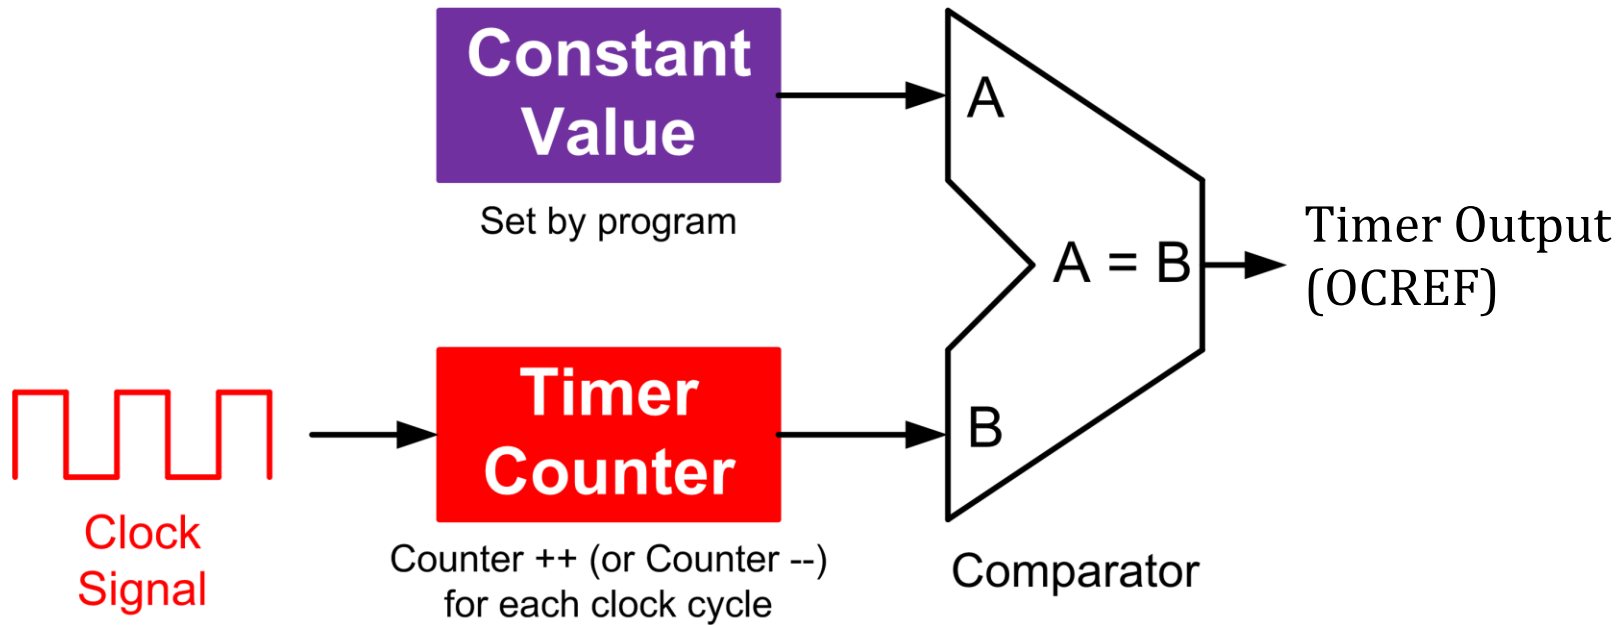 Constant
Value
Set by program
A
A = B
Timer Output
(OCREF)
Timer
Counter
B
Clock
Signal
Counter ++ (or Counter --)
for each clock cycle
Comparator